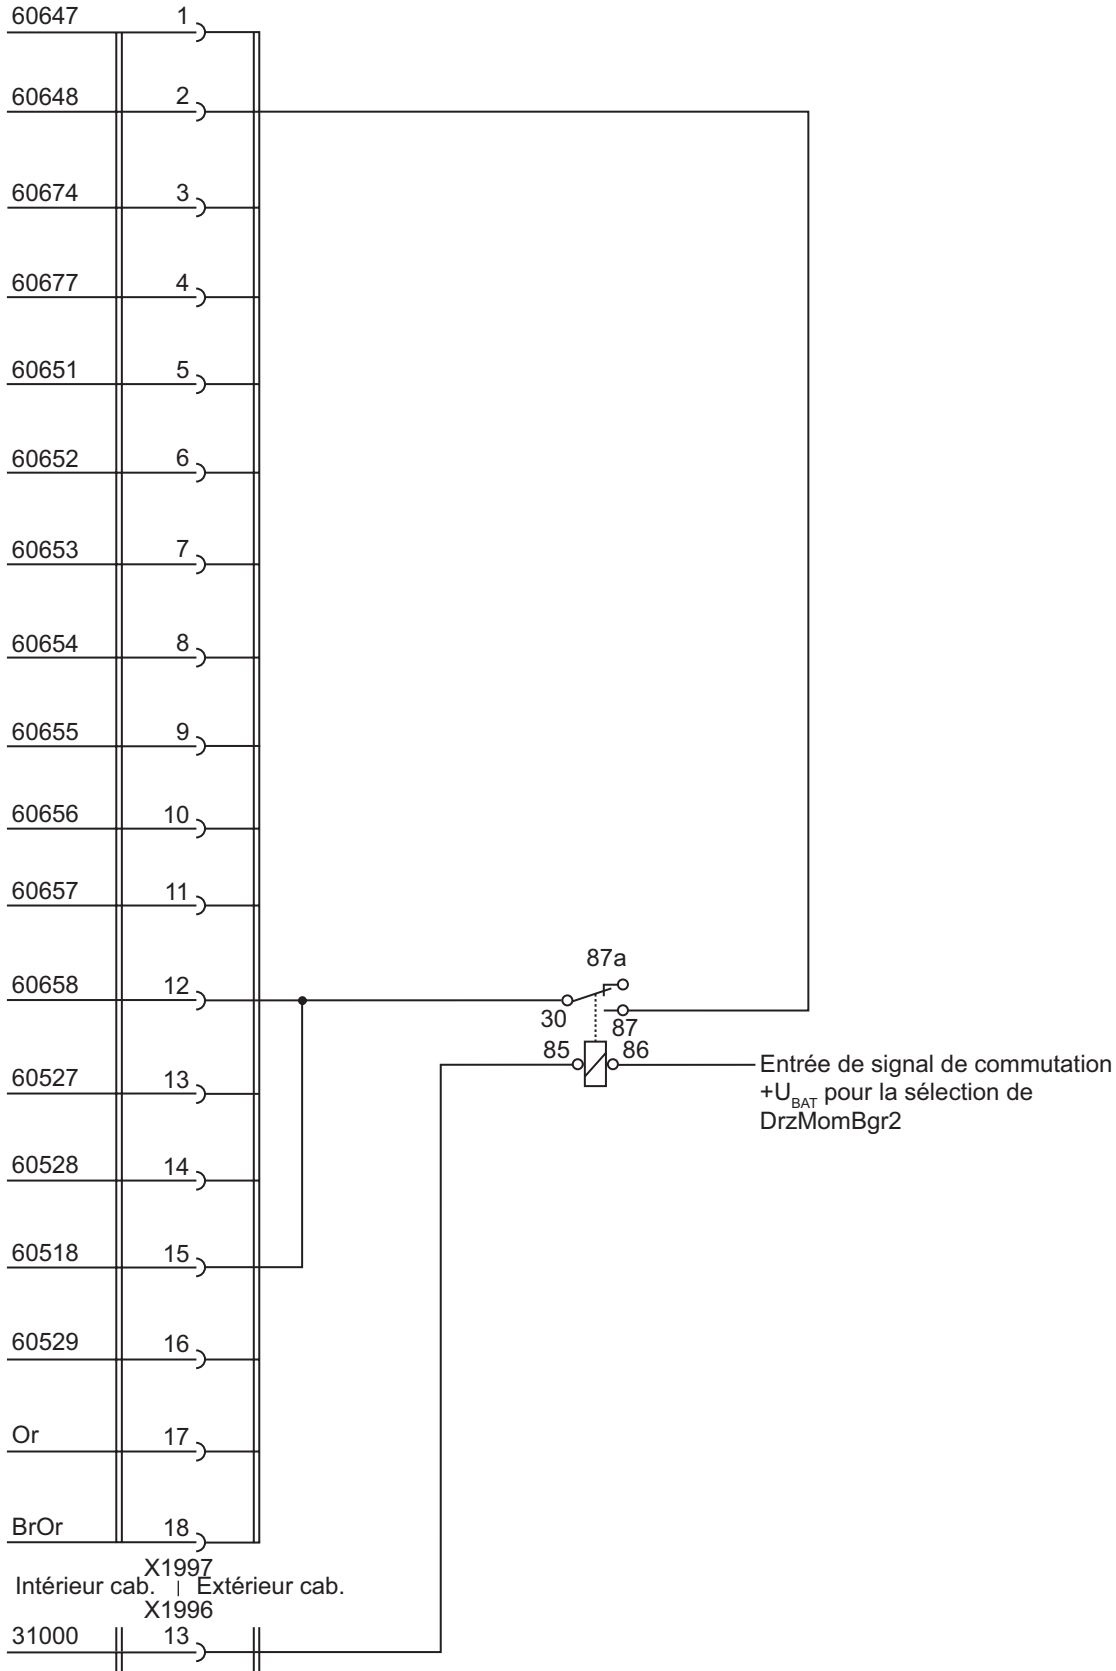 60647 1
60648 2
60674 3
60677 4
60651 5
60652 6
60653 7
60654 8
60655 9
60656 10
60657 11
87a
60658 12
30
87
85 86
Entrée de signal de commutation
+UBAT pour la sélection de
DrzMomBgr2
60527 13
60528 14
60518 15
60529 16
Or 17
BrOr 18
X1997
Intérieur cab. | Extérieur cab.
X1996
31000 13